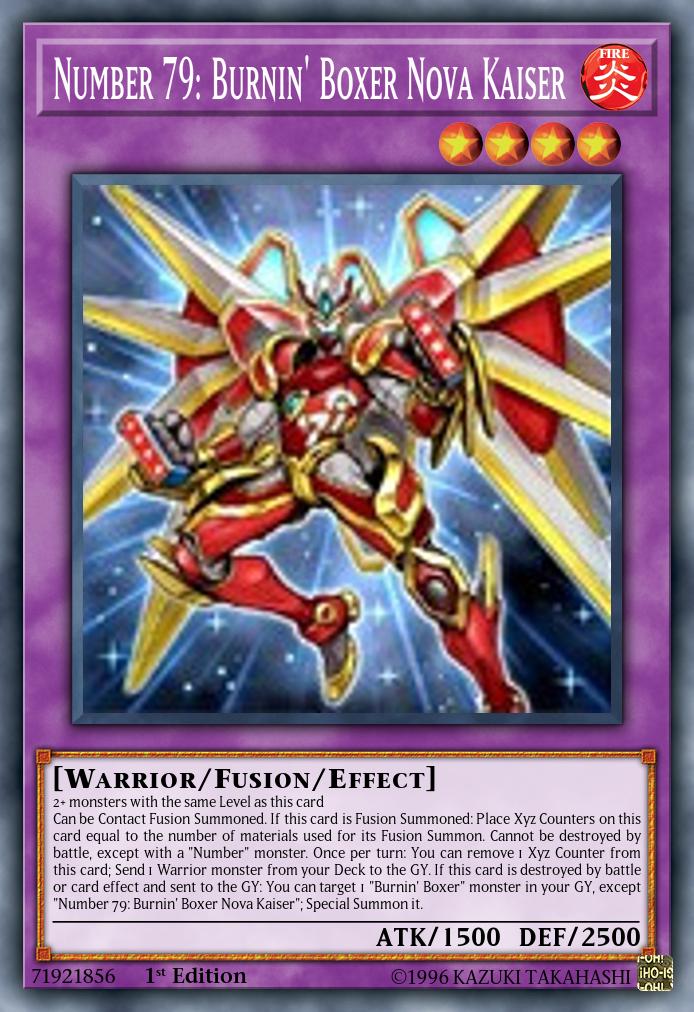 Number 79: Burnin' Boxer Nova Kaiser
FIRE
炎
79
[Warrior/Fusion/Effect]
2+ monsters with the same Level as this card
Can be Contact Fusion Summoned. If this card is Fusion Summoned: Place Xyz Counters on this
card equal to the number of materials used for its Fusion Summon. Cannot be destroyed by
battle, except with a "Number" monster. Once per turn: You can remove 1 Xyz Counter from
this card; Send 1 Warrior monster from your Deck to the GY. If this card is destroyed by battle
or card effect and sent to the GY: You can target 1 "Burnin' Boxer" monster in your GY, except
"Number 79: Burnin' Boxer Nova Kaiser"; Special Summon it.
ATK/1500 DEF/2500
71921856 1st Edition ©1996 KAZUKI TAKAHASHI